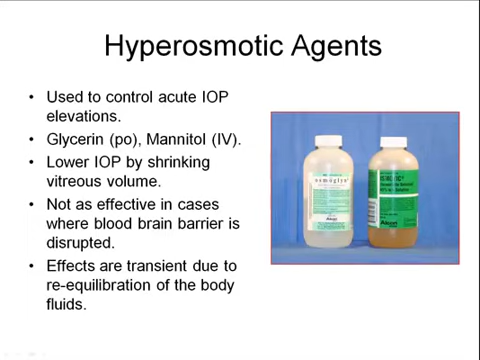 Hyperosmotic Agents
• Used to control acute IOP
elevations.
• Glycerin (po), Mannitol (IV).
• Lower IOP by shrinking
vitreous volume.
• Not as effective in cases
where blood brain barrier is
disrupted.
• Effects are transient due to
re-equilibration of the body
fluids.
osmoglyn
Alcon